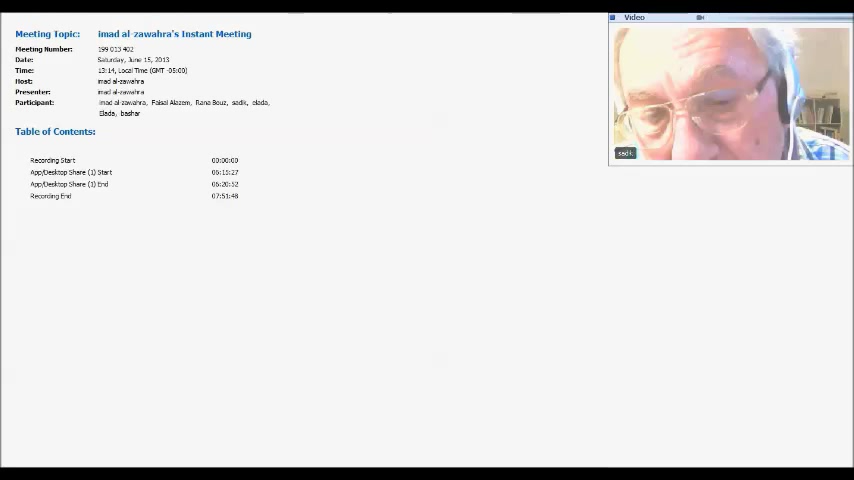 Meeting Topic: imad al-zawahra's Instant Meeting
Meeting Number: 199 013 402
Date: Saturday, June 15, 2013
Time: 13:14, Local Time (GMT -05:00)
Host: imad al-zawahra
Presenter: imad al-zawahra
Participant: imad al-zawahra, Faisal Alazem, Rana Bouz, sadik, elada,
Elada, bashar
Table of Contents:
Recording Start 00:00:00
App/Desktop Share (1) Start 06:15:27
App/Desktop Share (1) End 06:20:52
Recording End 07:51:48
Video
sadik